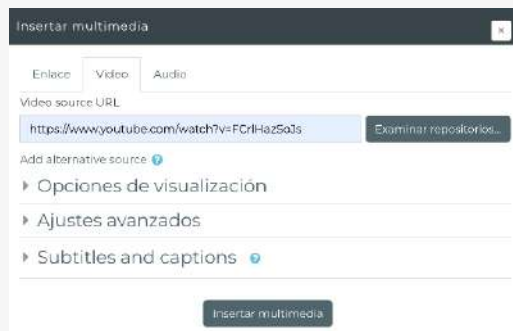 Insertar multimedia
×
Enlace Video Audio
Video source URL
https://www.youtube.com/watch?v=FCrlHazSoJs Examinar repositorios...
Add alternative source ?
Opciones de visualización
Ajustes avanzados
Subtitles and captions ?
Insertar multimedia